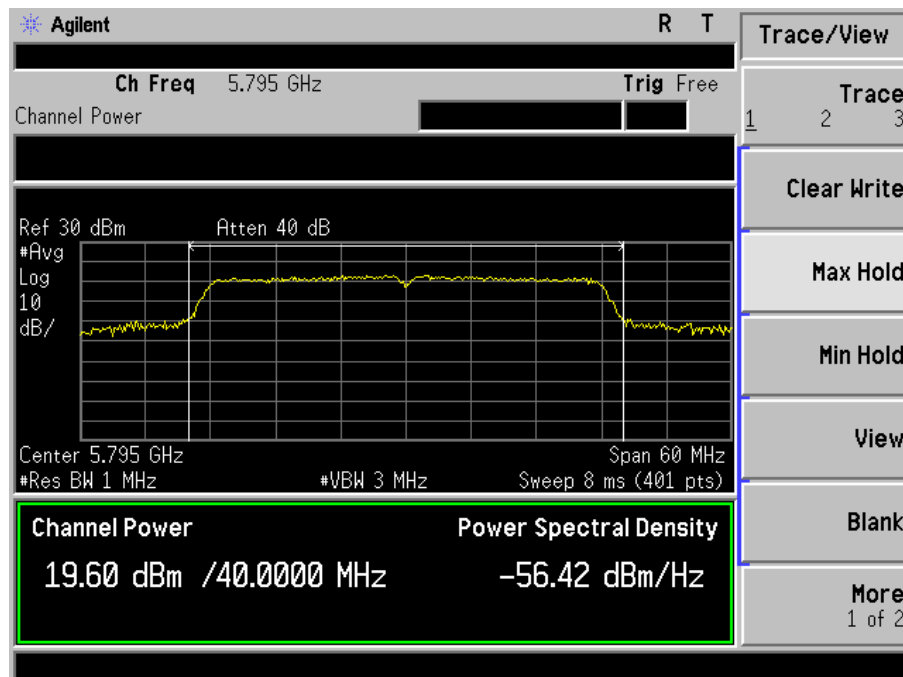 Agilent R T
Trace/View
Ch Freq 5.795 GHz Trig Free
Channel Power
Trace
1 2 3
Clear Write
Ref 30 dBm Atten 40 dB
#Avg
Log
10
dB/
Max Hold
Min Hold
View
Center 5.795 GHz Span 60 MHz
#Res BW 1 MHz #VBW 3 MHz Sweep 8 ms (401 pts)
Channel Power Power Spectral Density
19.60 dBm /40.0000 MHz -56.42 dBm/Hz
Blank
More
1 of 2